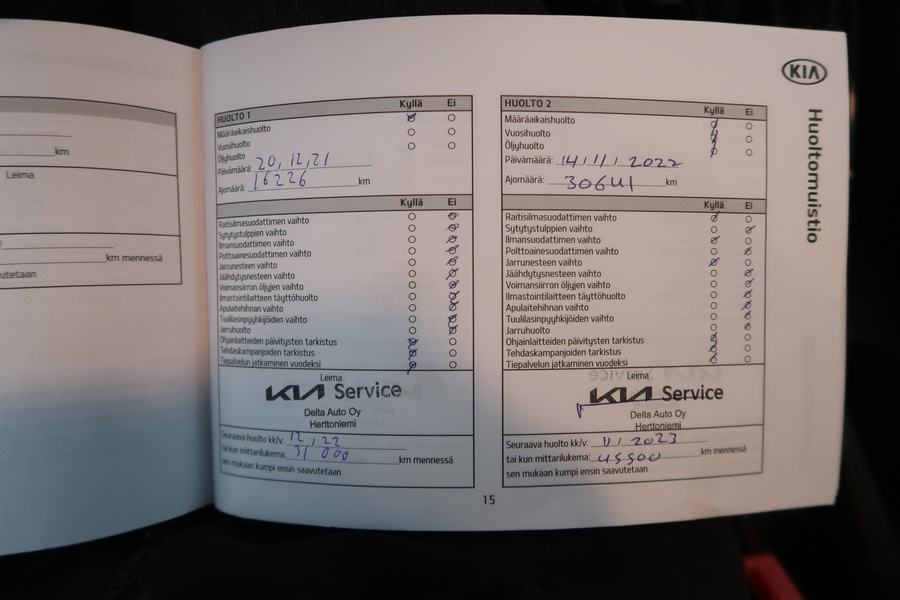 km
Leima
km mennessä
utetaan
KIA
Huoltomuistio
HUOLTO 1 Kyllä Ei
Määräaikaishuolto
Vuosihuolto
Öljyhuolto
Päivämäärä: 20,12,21
Ajomäärä: 16226 km
Kyllä Ei
Raitisilmasuodattimen vaihto
Sytytystulppien vaihto
Ilmansuodattimen vaihto
Polttoainesuodattimen vaihto
Jarrunesteen vaihto
Jäähdytysnesteen vaihto
Voimansiirron öljyjen vaihto
Ilmastointilaitteen täyttöhuolto
Apulaitehihnan vaihto
Tuulilasinpyyhkijöiden vaihto
Jarruhuolto
Ohjainlaitteiden päivitysten tarkistus
Tehdaskampanjoiden tarkistus
Tiepalvelun jatkaminen vuodeksi
Leima
KIA Service
Delta Auto Oy
Herttoniemi
Seuraava huolto kk/v: 12,22
tai kun mittarilukema: 31 000 km mennessä
sen mukaan kumpi ensin saavutetaan
HUOLTO 2 Kyllä Ei
Määräaikaishuolto
Vuosihuolto
Öljyhuolto
Päivämäärä: 14/11/2022
Ajomäärä: km
Kyllä Ei
Raitisilmasuodattimen vaihto
Sytytystulppien vaihto
Ilmansuodattimen vaihto
Polttoainesuodattimen vaihto
Jarrunesteen vaihto
Jäähdytysnesteen vaihto
Voimansiirron öljyjen vaihto
Ilmastointilaitteen täyttöhuolto
Apulaitehihnan vaihto
Tuulilasinpyyhkijöiden vaihto
Jarruhuolto
Ohjainlaitteiden päivitysten tarkistus
Tehdaskampanjoiden tarkistus
Tiepalvelun jatkaminen vuodeksi
Leima
KIA Service
Delta Auto Oy
Herttoniemi
Seuraava huolto kk/v: 11/2023
tai kun mittarilukema: 45500 km mennessä
sen mukaan kumpi ensin saavutetaan
15